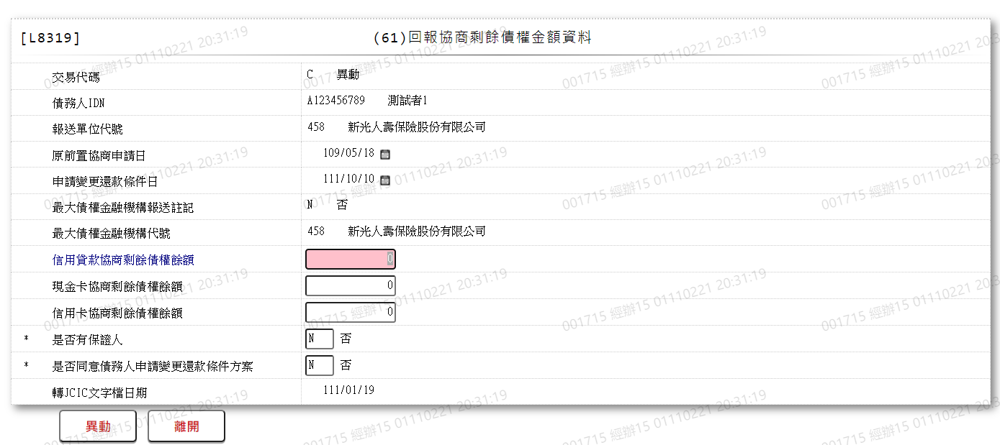 [L8319] (61)回報協商剩餘債權金額資料
交易代碼 C 異動
債務人IDN A123456789 測試者1
報送單位代號 458 新光人壽保險股份有限公司
原前置協商申請日 109/05/18
申請變更還款條件日 111/10/10
最大債權金融機構報送註記 N 否
最大債權金融機構代號 458 新光人壽保險股份有限公司
信用貸款協商剩餘債權餘額 0
現金卡協商剩餘債權餘額 0
信用卡協商剩餘債權餘額 0
* 是否有保證人 N 否
* 是否同意債務人申請變更還款條件方案 N 否
轉JCIC文字檔日期 111/01/19
異動 離開
001715 經辦15 01110221 20:31:19